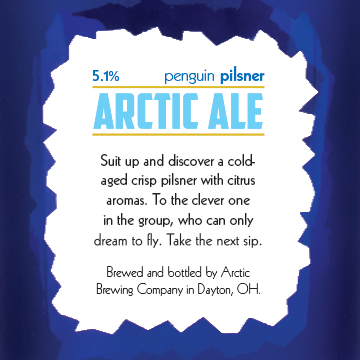 5.1% penguin pilsner
ARCTIC ALE
Suit up and discover a cold-
aged crisp pilsner with citrus
aromas. To the clever one
in the group, who can only
dream to fly. Take the next sip.
Brewed and bottled by Arctic
Brewing Company in Dayton, OH.